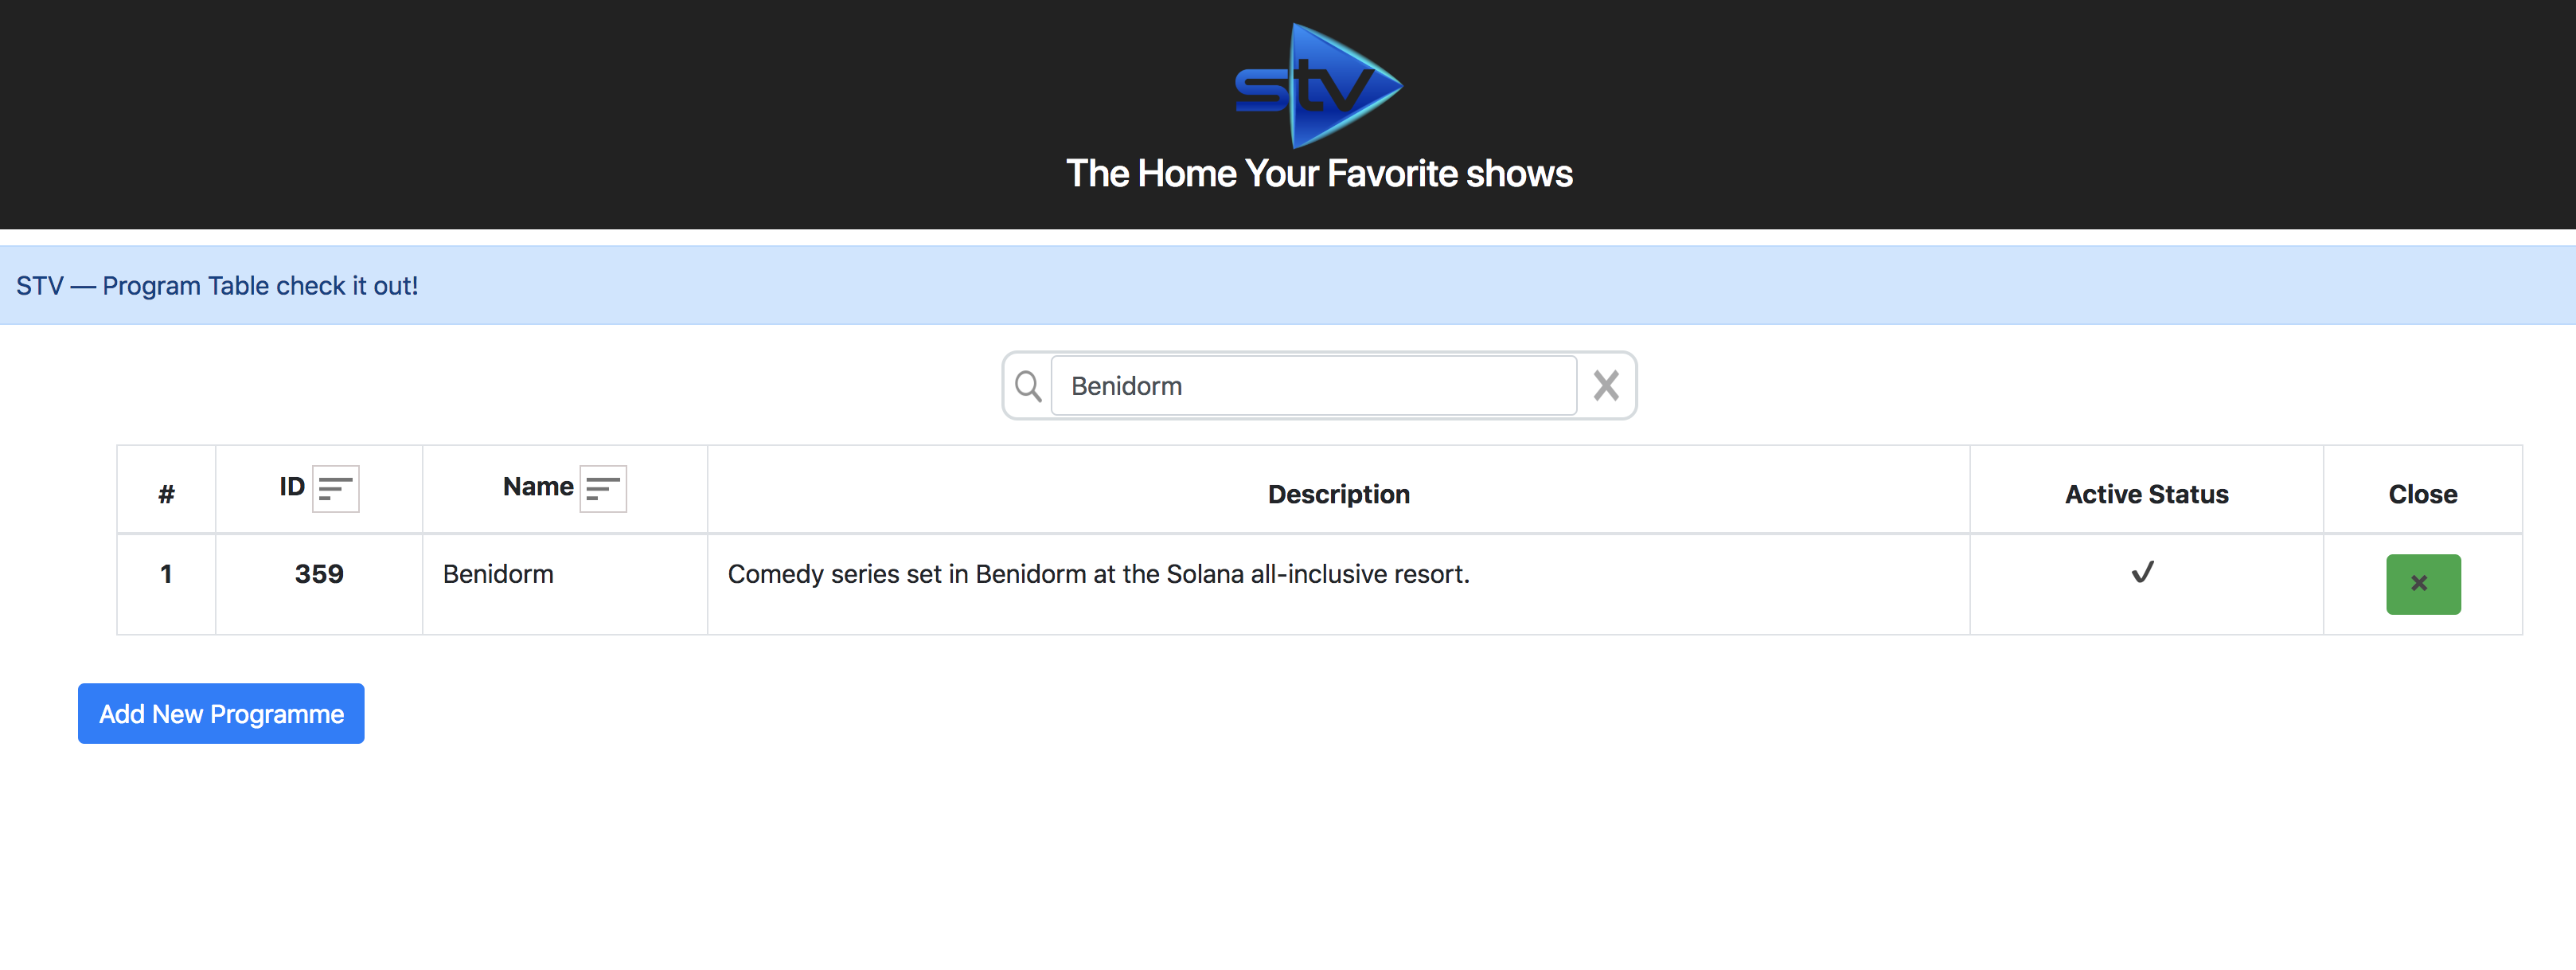 stv
The Home Your Favorite shows
STV — Program Table check it out!
Benidorm
# ID Name Description Active Status Close
1 359 Benidorm Comedy series set in Benidorm at the Solana all-inclusive resort.
Add New Programme